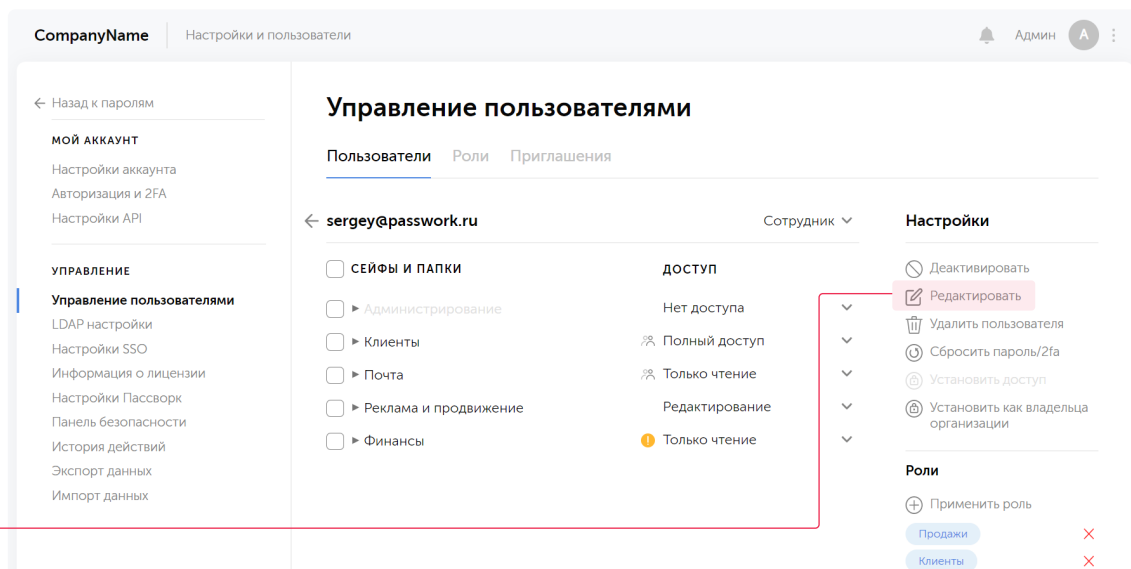 CompanyName
Настройки и пользователи
Админ
А
Назад к паролям
МОЙ АККАУНТ
Настройки аккаунта
Авторизация и 2FA
Настройки API
УПРАВЛЕНИЕ
Управление пользователями
LDAP настройки
Настройки SSO
Информация о лицензии
Настройки Пассворк
Панель безопасности
История действий
Экспорт данных
Импорт данных
Управление пользователями
Пользователи Роли Приглашения
sergey@passwork.ru Сотрудник
СЕЙФЫ И ПАПКИ ДОСТУП
Администрирование Нет доступа
Клиенты Полный доступ
Почта Только чтение
Реклама и продвижение Редактирование
Финансы Только чтение
Настройки
Деактивировать
Редактировать
Удалить пользователя
Сбросить пароль/2fa
Установить доступ
Установить как владельца
организации
Роли
Применить роль
Продажи
Клиенты